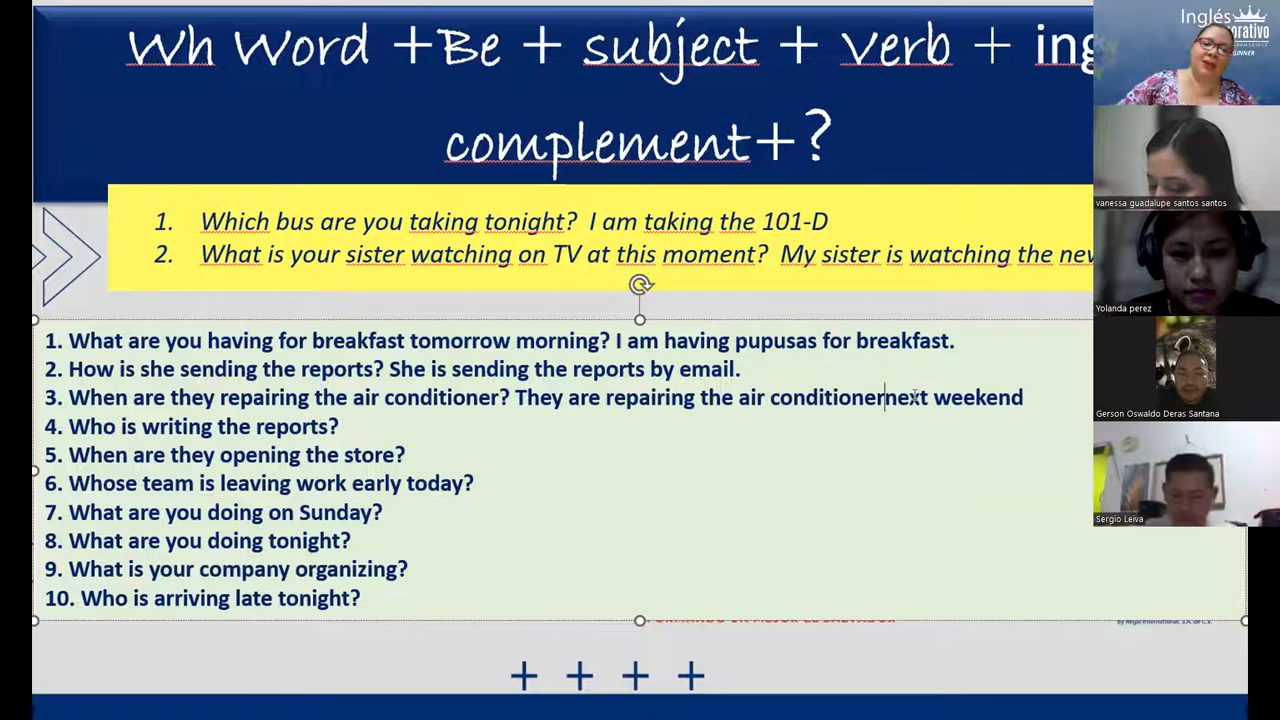 Wh Word +Be + subject + verb + ing
complement+?
1. Which bus are you taking tonight? I am taking the 101-D
2. What is your sister watching on TV at this moment? My sister is watching the nev
1. What are you having for breakfast tomorrow morning? I am having pupusas for breakfast.
2. How is she sending the reports? She is sending the reports by email.
3. When are they repairing the air conditioner? They are repairing the air conditionernext weekend
4. Who is writing the reports?
5. When are they opening the store?
6. Whose team is leaving work early today?
7. What are you doing on Sunday?
8. What are you doing tonight?
9. What is your company organizing?
10. Who is arriving late tonight?
+ + + +
Inglés
orativo
vanessa guadalupe santos santos
Yolanda perez
Gerson Oswaldo Deras Santana
Sergio Leiva